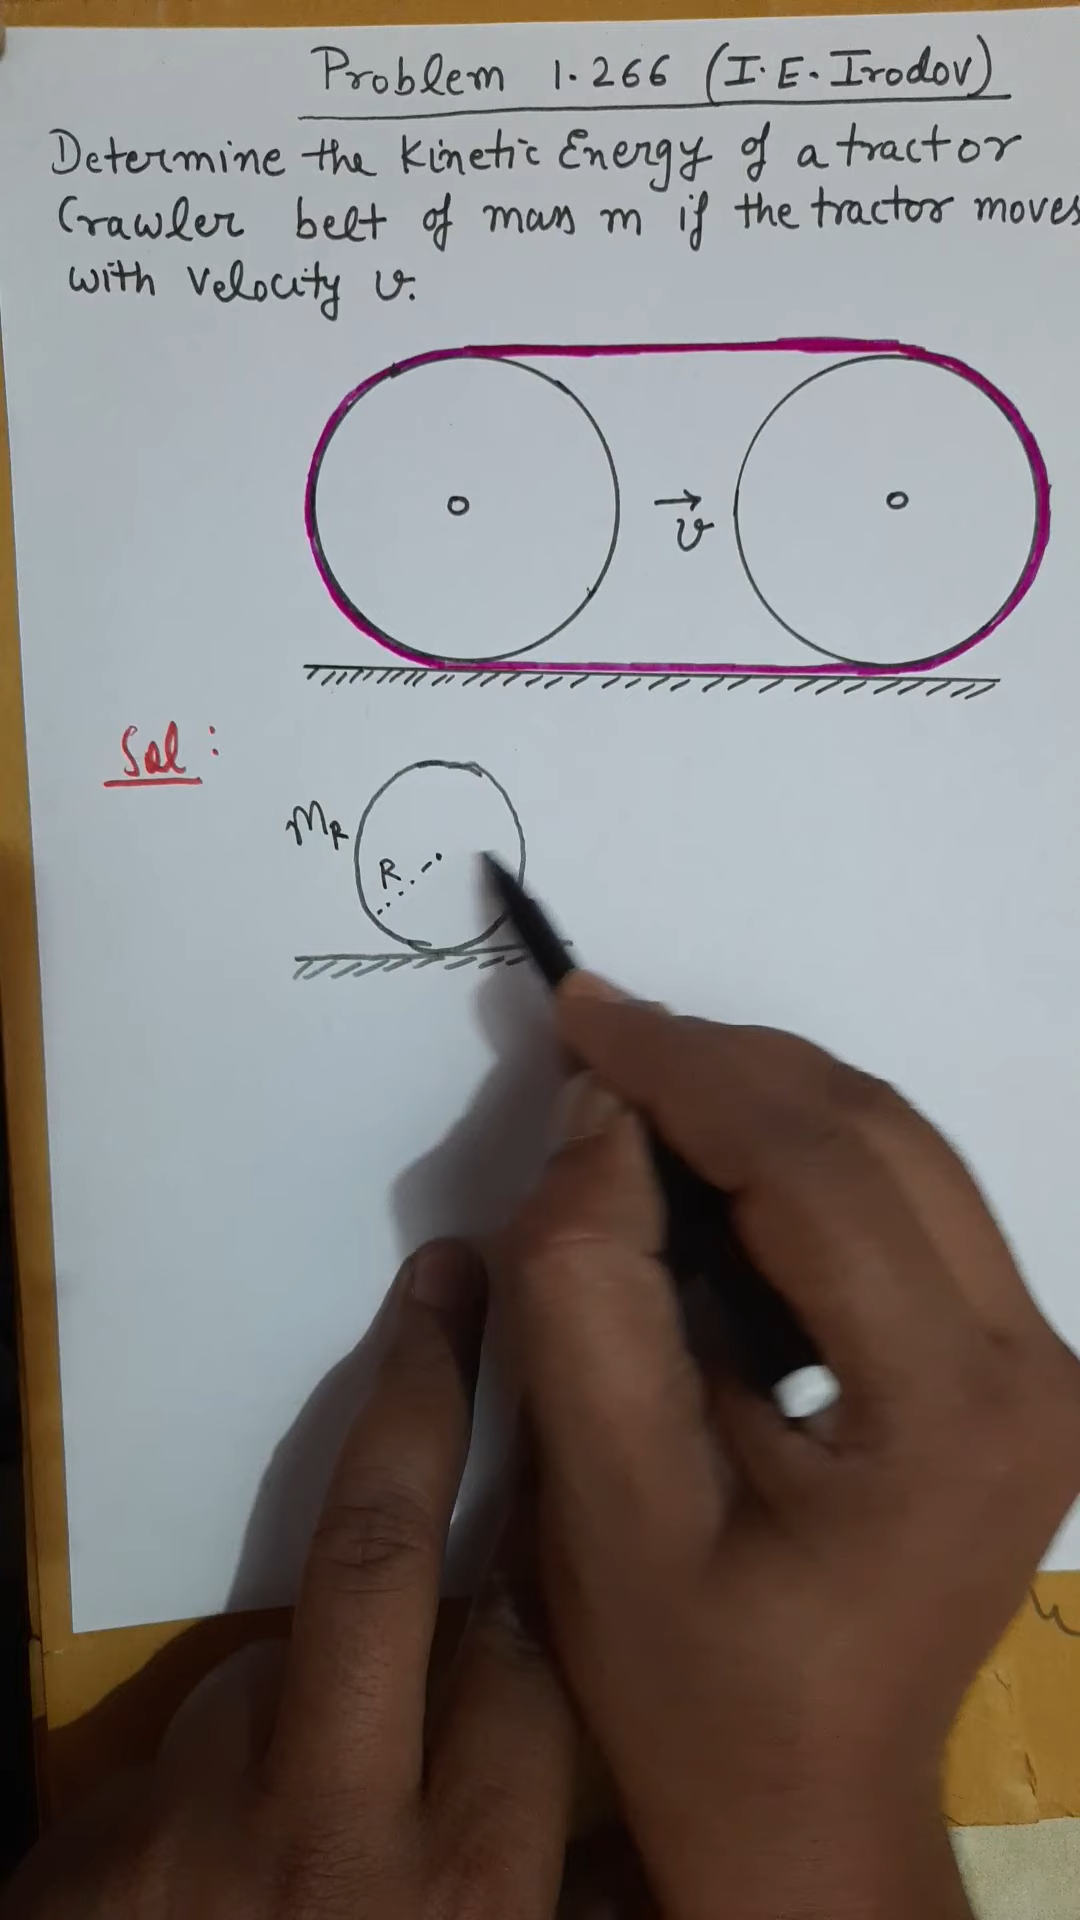 Problem 1.266 (I.E. Irodov)
Determine the Kinetic Energy of a tractor
Crawler belt of mass m if the tractor moves
with velocity v.
v
Sol :
MR
R